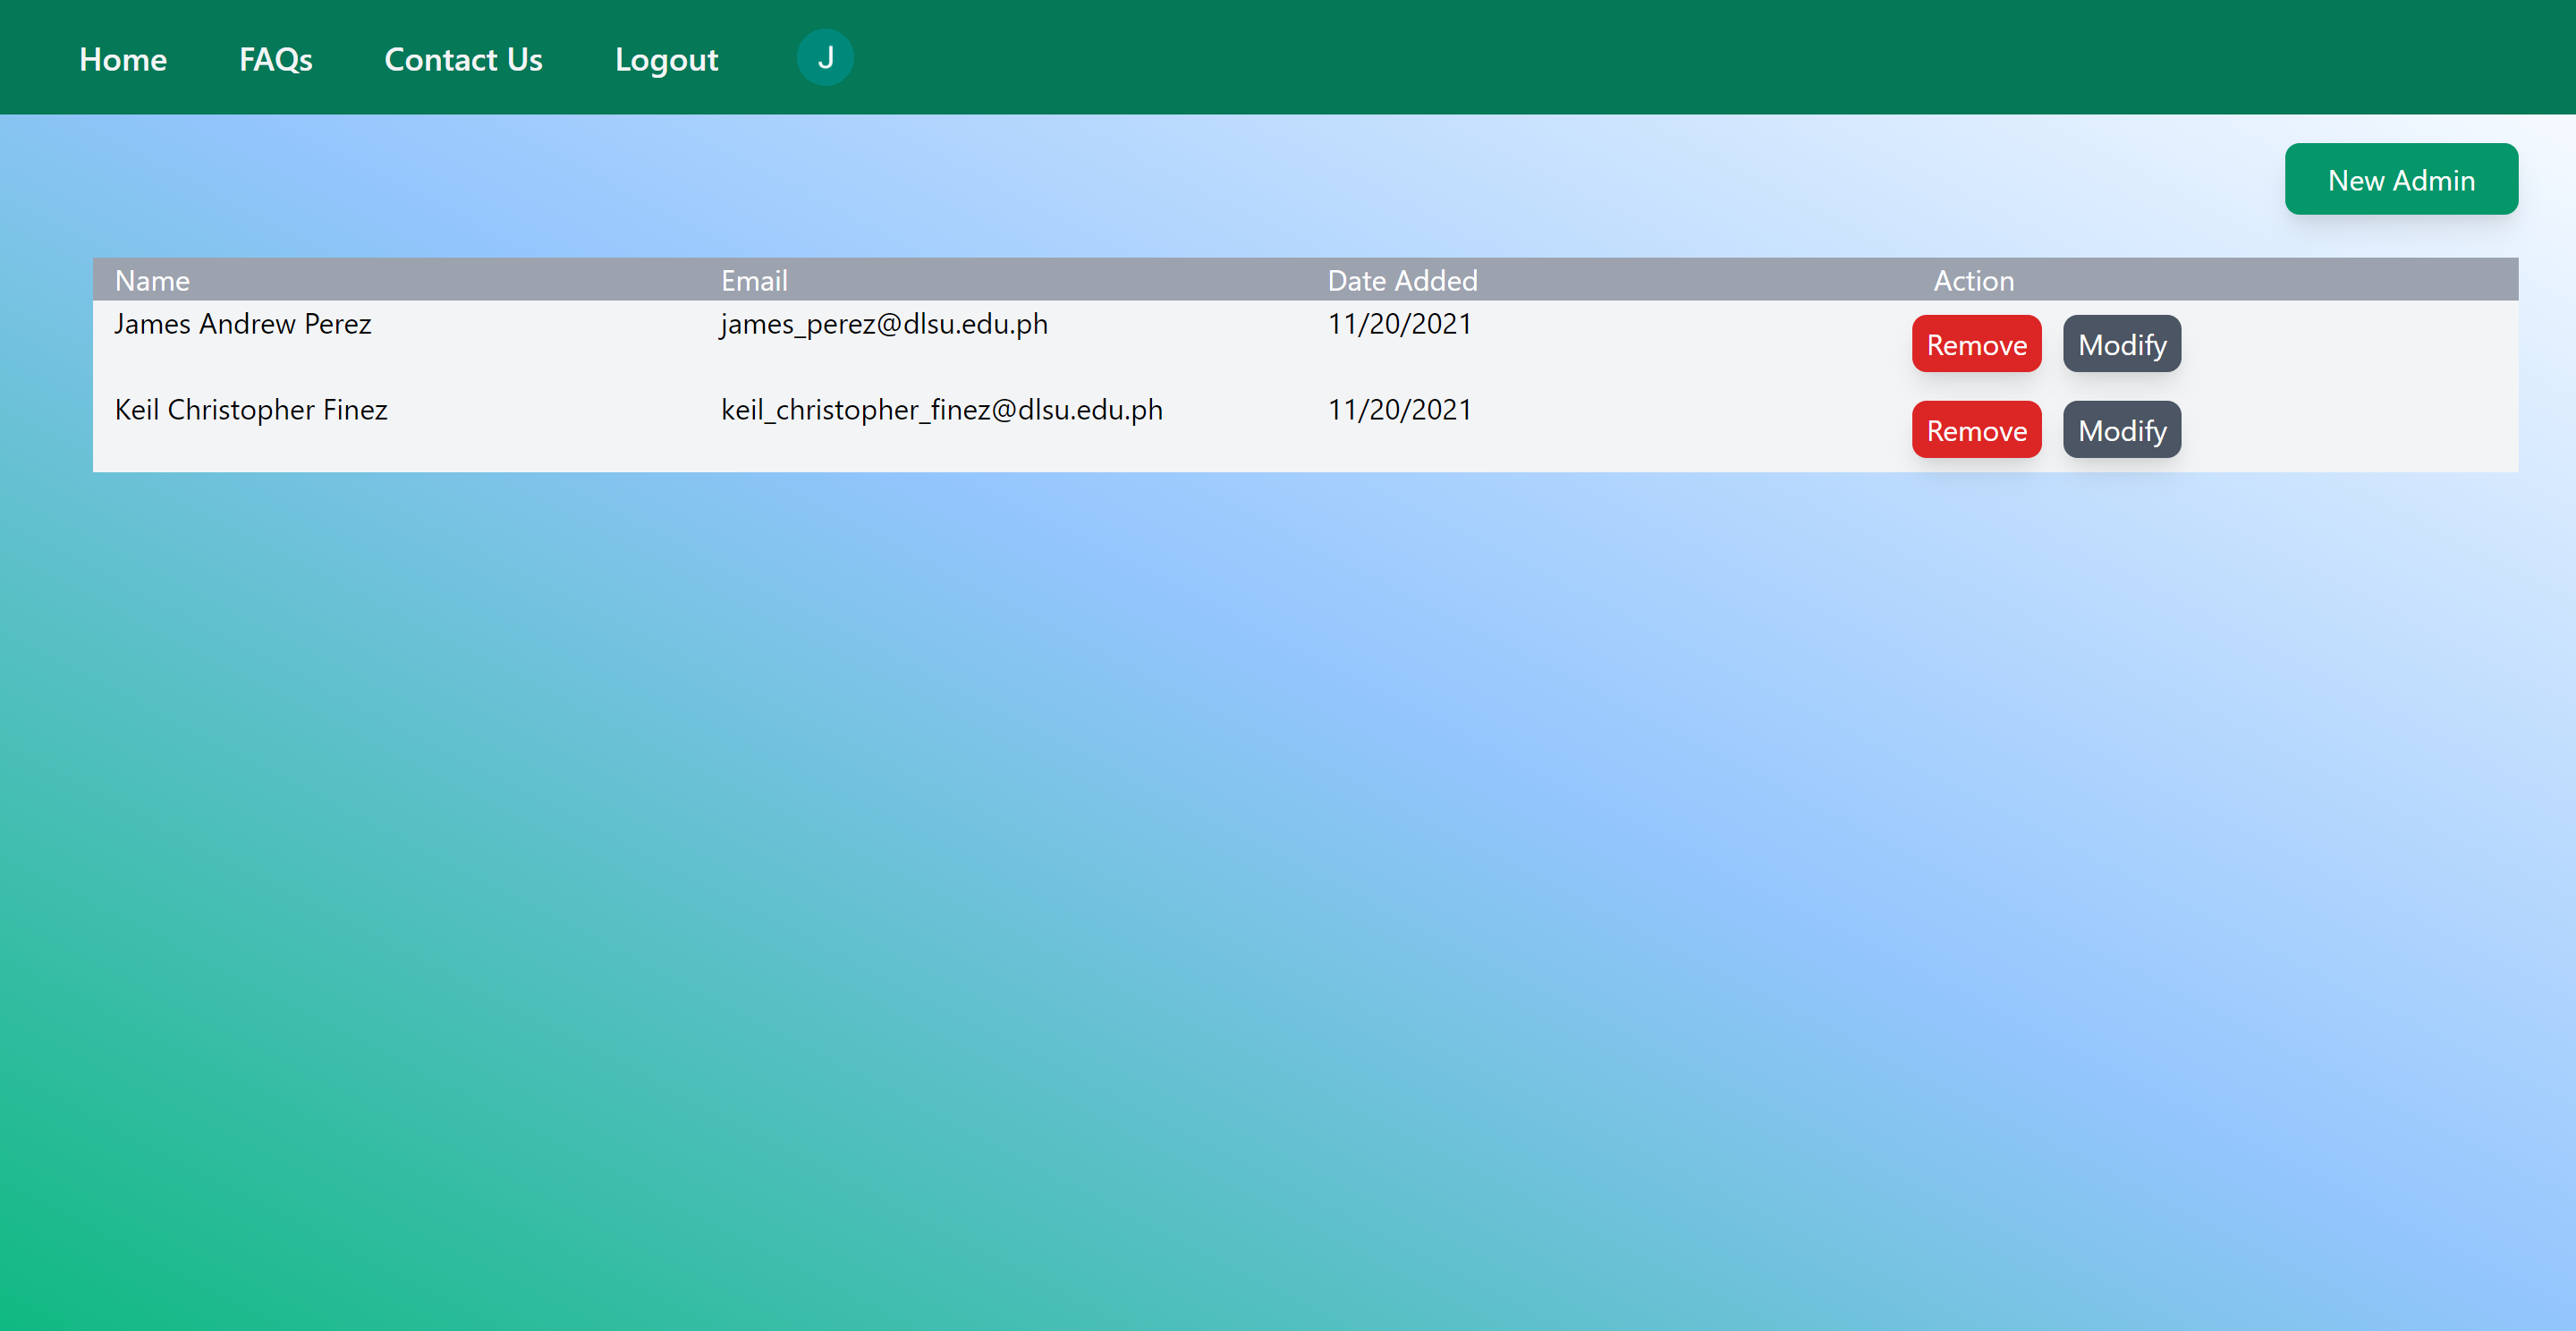 Home FAQs Contact Us Logout J
New Admin
Name Email Date Added Action
James Andrew Perez james_perez@dlsu.edu.ph 11/20/2021 Remove Modify
Keil Christopher Finez keil_christopher_finez@dlsu.edu.ph 11/20/2021 Remove Modify